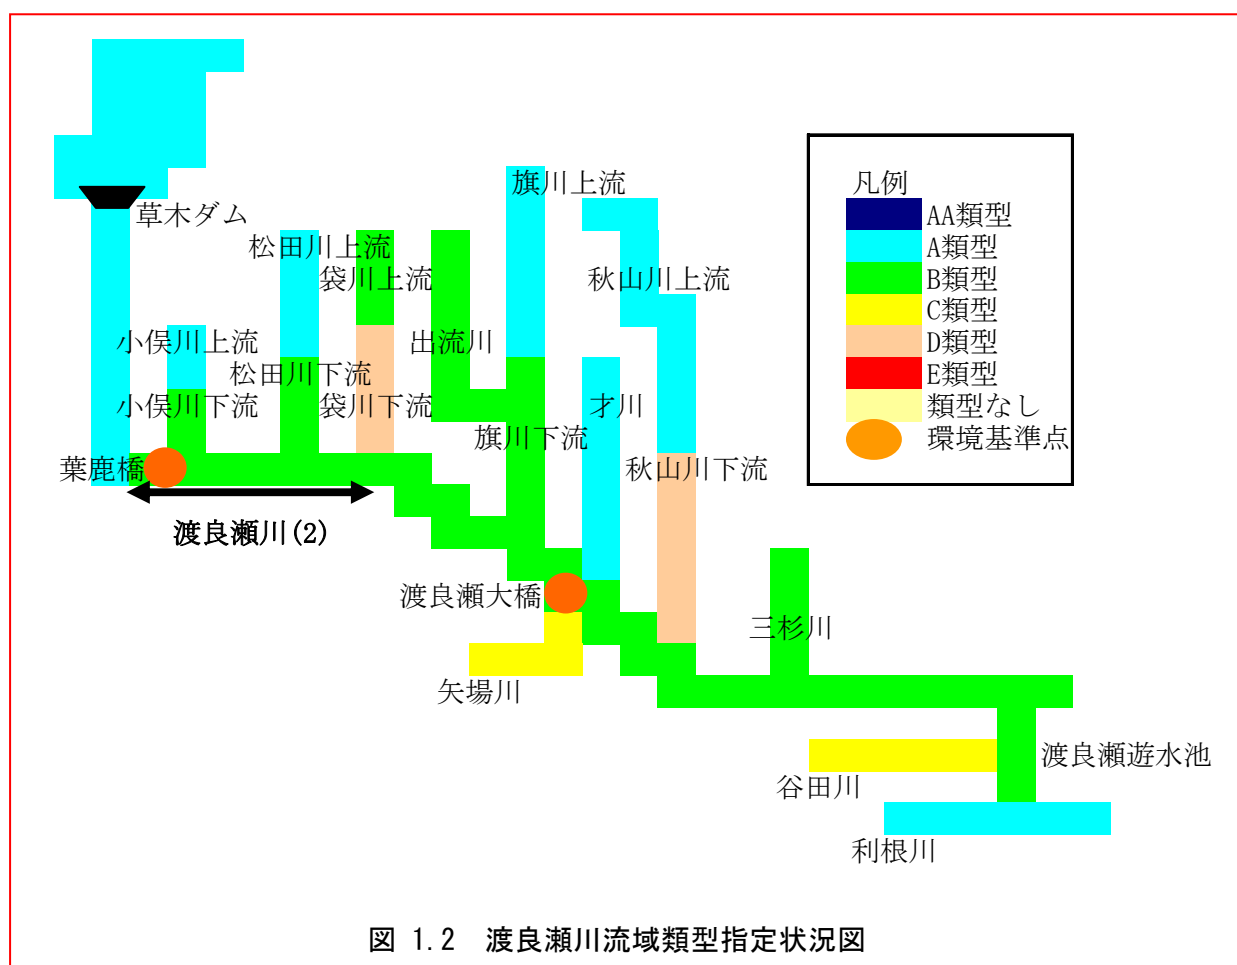 草木ダム
旗川上流
松田川上流
袋川上流
秋山川上流
小俣川上流
出流川
松田川下流
小俣川下流
袋川下流
才川
旗川下流
葉鹿橋
秋山川下流
渡良瀬川(2)
渡良瀬大橋
三杉川
矢場川
渡良瀬遊水池
谷田川
利根川
凡例
AA類型
A類型
B類型
C類型
D類型
E類型
類型なし
環境基準点
図 1.2 渡良瀬川流域類型指定状況図